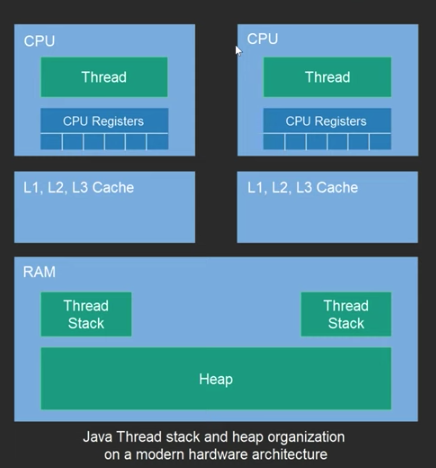 CPU
Thread
CPU Registers
L1, L2, L3 Cache
CPU
Thread
CPU Registers
L1, L2, L3 Cache
RAM
Thread
Stack
Thread
Stack
Heap
Java Thread stack and heap organization
on a modern hardware architecture